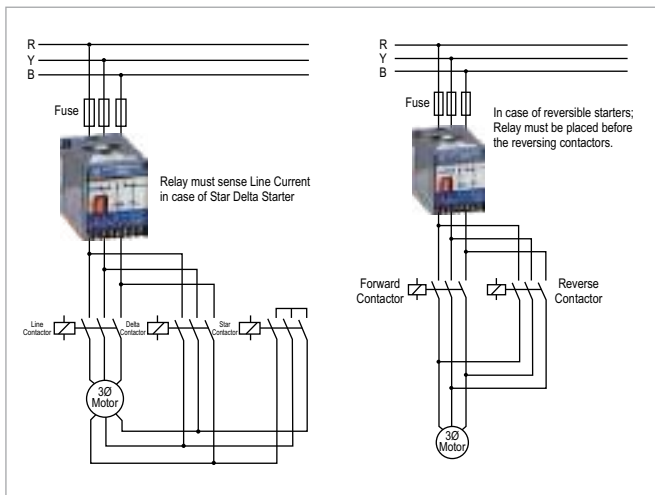 R
Y
B
Fuse
Relay must sense Line Current
in case of Star Delta Starter
Line
Contactor
Delta
Contactor
Star
Contactor
3Ø
Motor
R
Y
B
Fuse
In case of reversible starters;
Relay must be placed before
the reversing contactors.
Forward
Contactor
Reverse
Contactor
3Ø
Motor